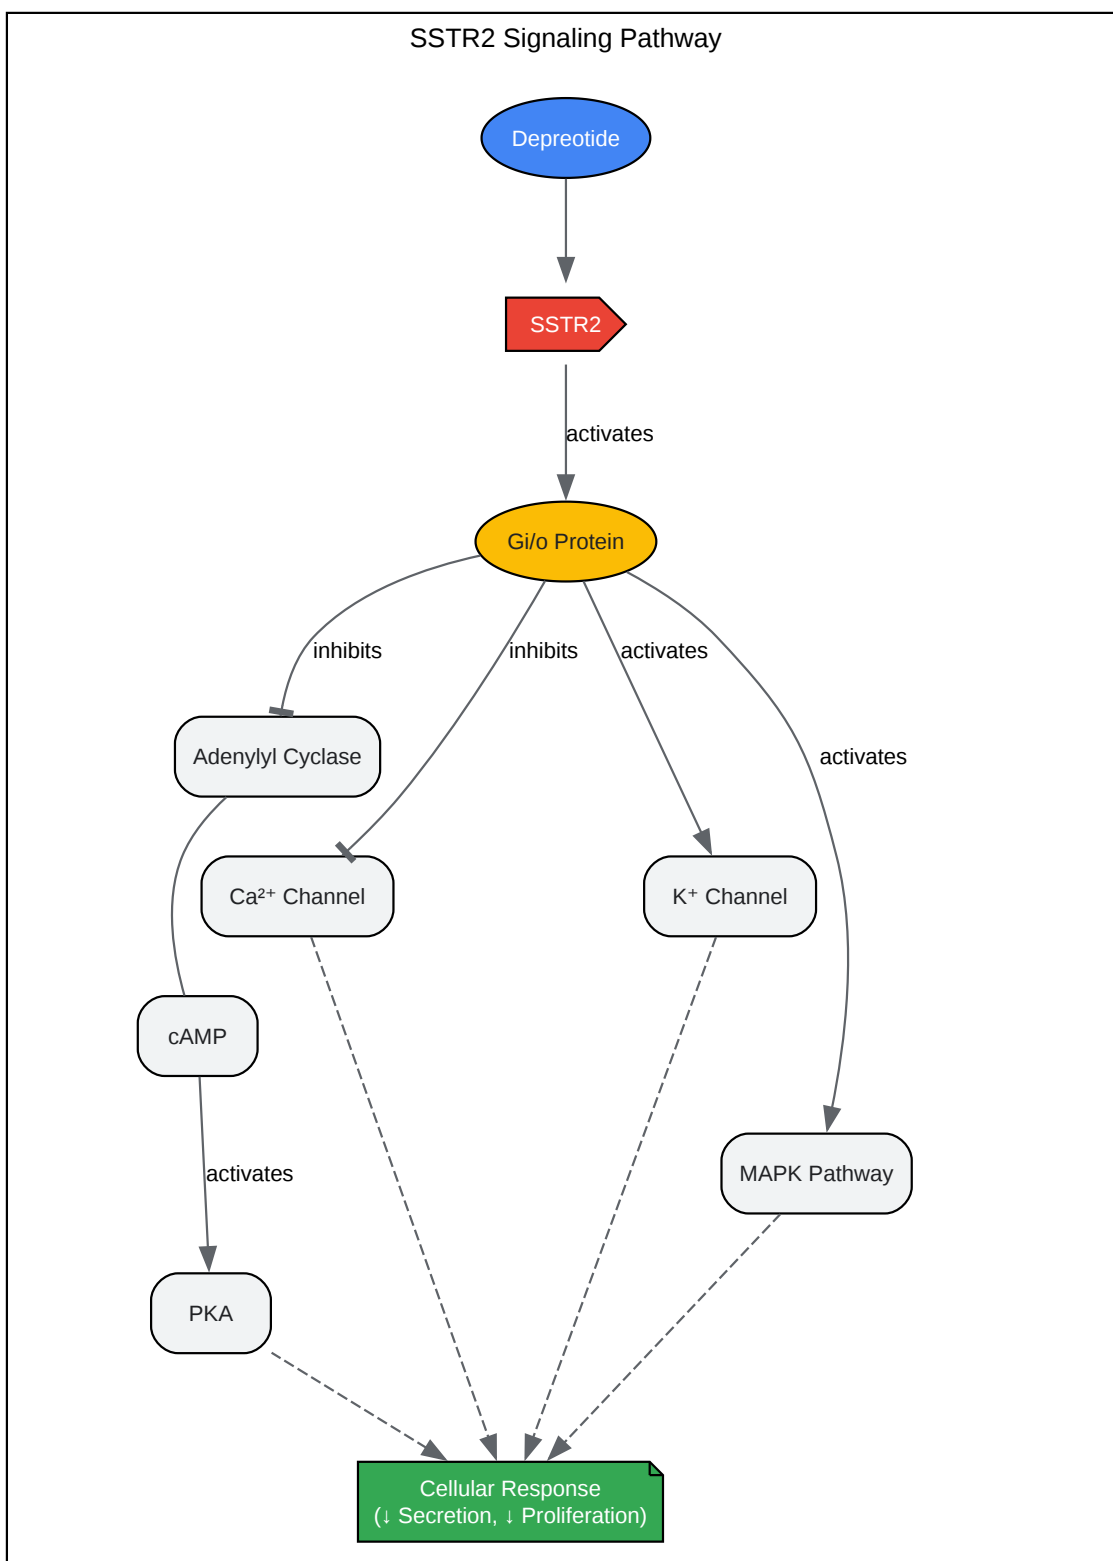 SSTR2 Signaling Pathway
Depreotide
SSTR2
activates
Gi/o Protein
inhibits
inhibits
activates
Adenylyl Cyclase
activates
Ca²⁺ Channel
K⁺ Channel
cAMP
activates
MAPK Pathway
PKA
Cellular Response
(↓ Secretion, ↓ Proliferation)